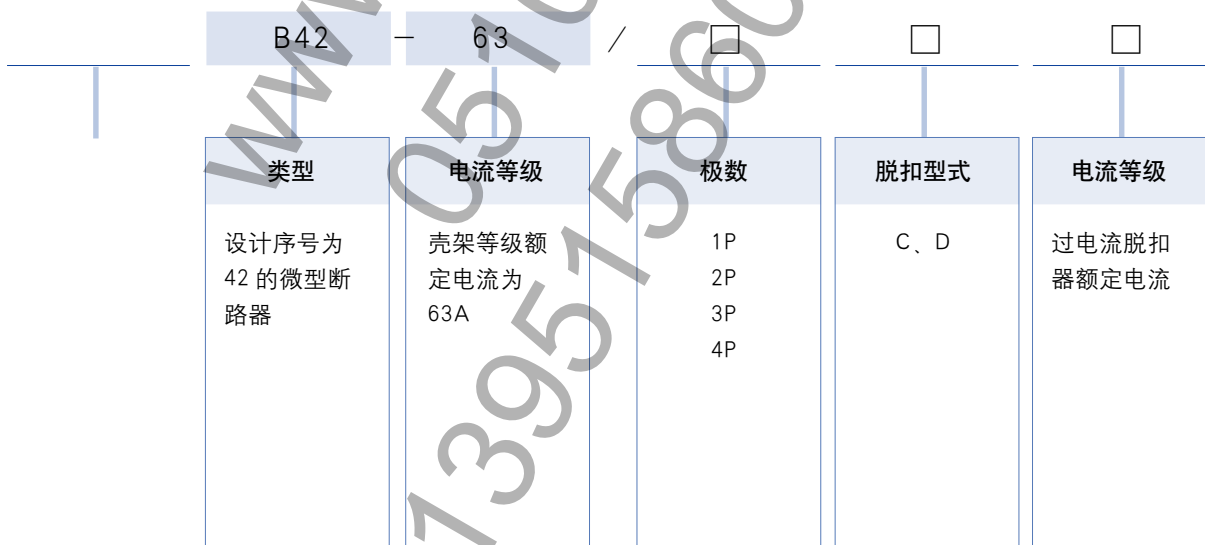 B42 – 63 / □ □ □
类型
设计序号为
42 的微型断
路器
电流等级
壳架等级额
定电流为
63A
极数
1P
2P
3P
4P
脱扣型式
C、D
电流等级
过电流脱扣
器额定电流